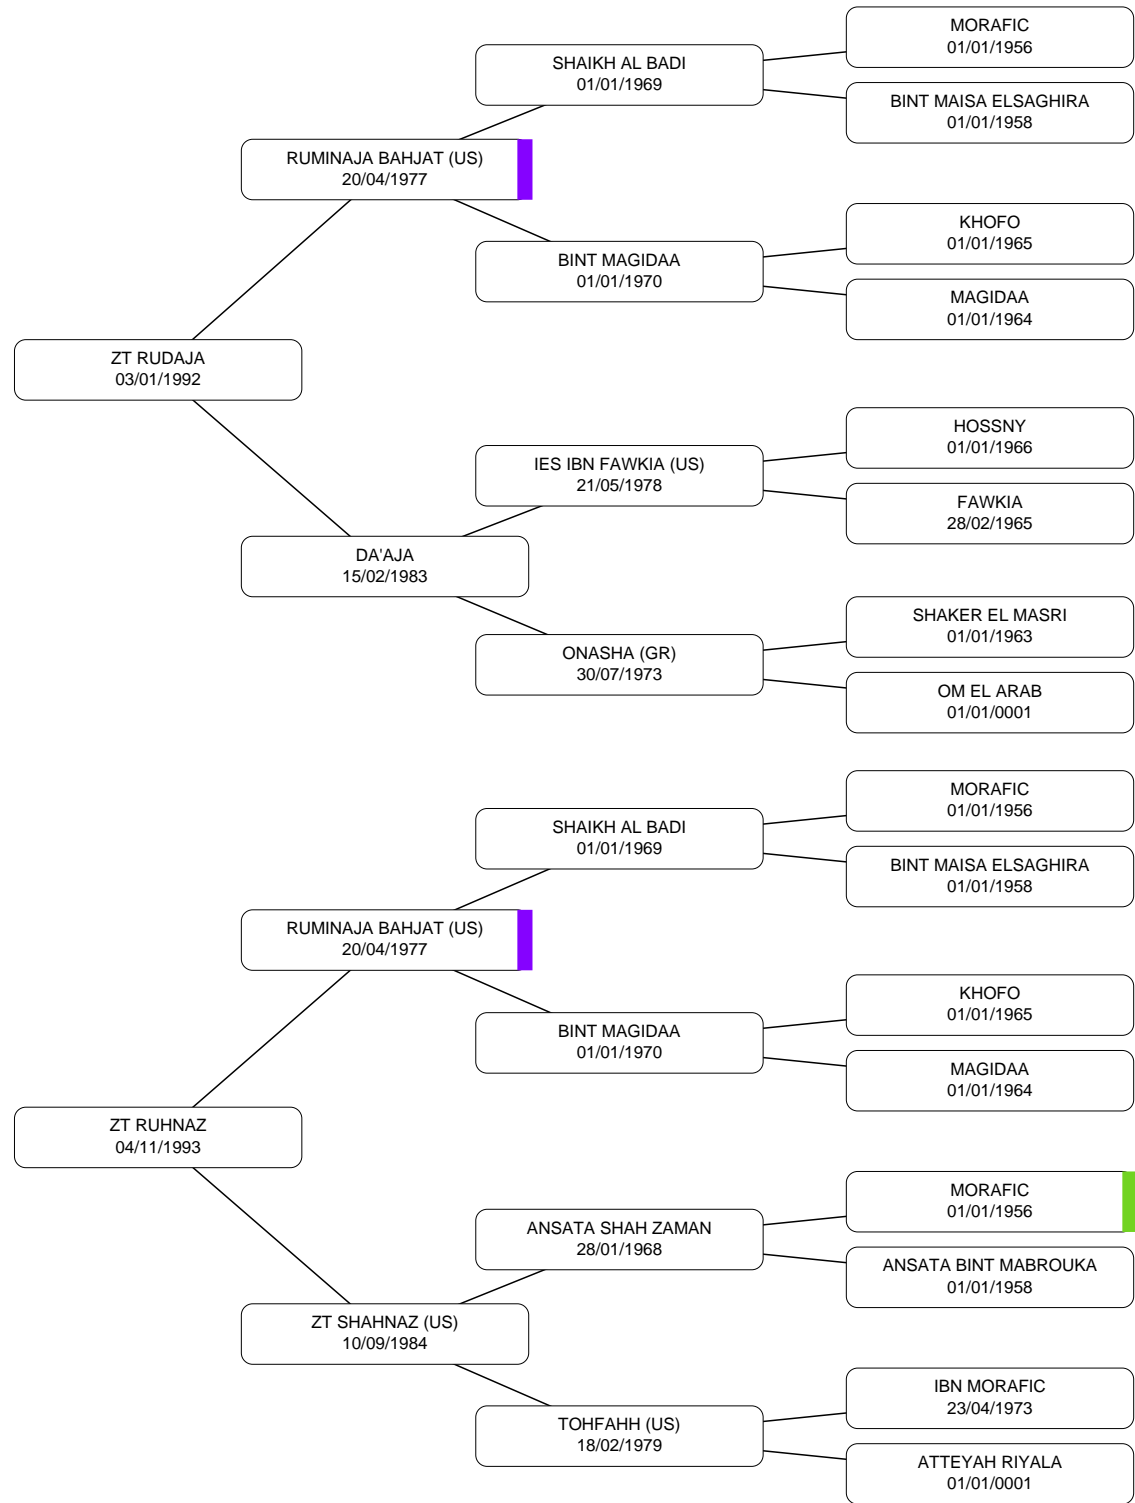 MORAFIC
01/01/1956
SHAIKH AL BADI
01/01/1969
BINT MAISA ELSAGHIRA
01/01/1958
RUMINAJA BAHJAT (US)
20/04/1977
KHOFO
01/01/1965
BINT MAGIDAA
01/01/1970
MAGIDAA
01/01/1964
ZT RUDAJA
03/01/1992
HOSSNY
01/01/1966
IES IBN FAWKIA (US)
21/05/1978
FAWKIA
28/02/1965
DA'AJA
15/02/1983
SHAKER EL MASRI
01/01/1963
ONASHA (GR)
30/07/1973
OM EL ARAB
01/01/0001
MORAFIC
01/01/1956
SHAIKH AL BADI
01/01/1969
BINT MAISA ELSAGHIRA
01/01/1958
RUMINAJA BAHJAT (US)
20/04/1977
KHOFO
01/01/1965
BINT MAGIDAA
01/01/1970
MAGIDAA
01/01/1964
ZT RUHNAZ
04/11/1993
MORAFIC
01/01/1956
ANSATA SHAH ZAMAN
28/01/1968
ANSATA BINT MABROUKA
01/01/1958
ZT SHAHNAZ (US)
10/09/1984
IBN MORAFIC
23/04/1973
TOHFAHH (US)
18/02/1979
ATTEYAH RIYALA
01/01/0001